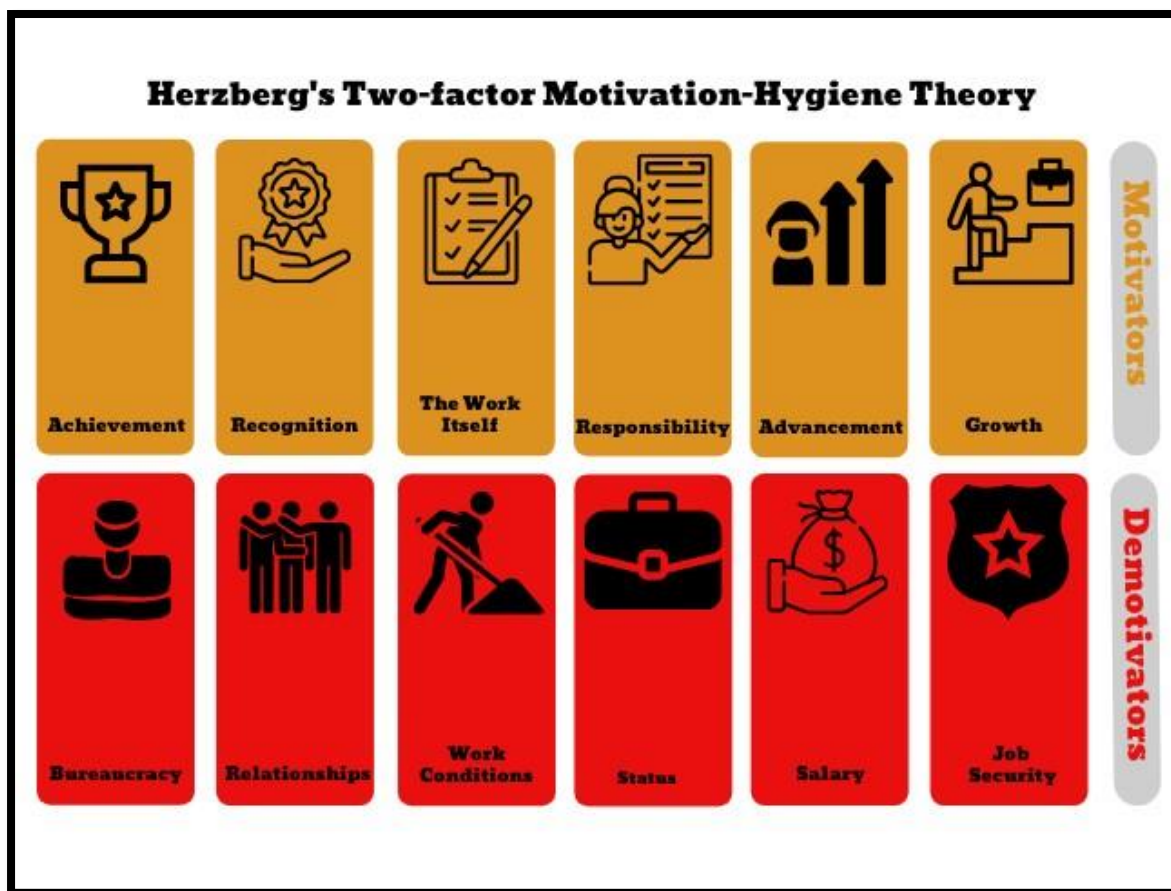 Herzberg's Two-factor Motivation-Hygiene Theory
Achievement
Recognition
The Work
Itself
Responsibility
Advancement
Growth
Motivators
Bureaucracy
Relationships
Work
Conditions
Status
$
Salary
Job
Security
Demotivators